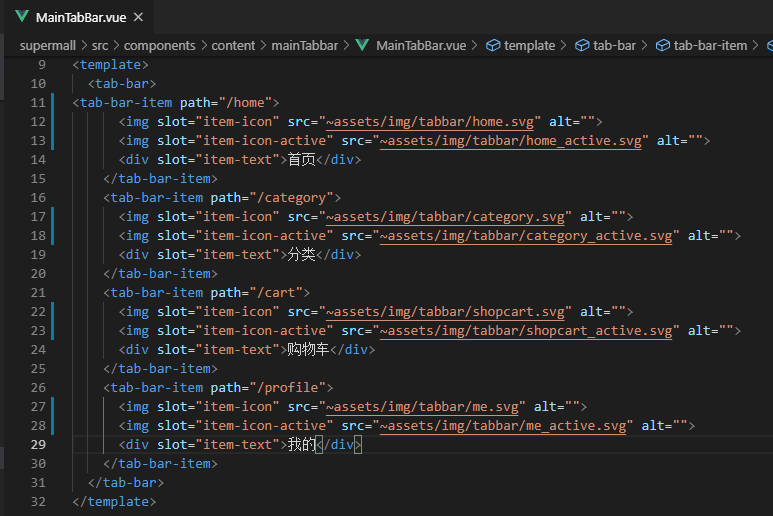 MainTabBar.vue
supermall > src > components > content > mainTabbar > MainTabBar.vue > template > tab-bar > tab-bar-item >
9 <template>
10 <tab-bar>
11 <tab-bar-item path="/home">
12 <img slot="item-icon" src="~assets/img/tabbar/home.svg" alt="">
13 <img slot="item-icon-active" src="~assets/img/tabbar/home_active.svg" alt="">
14 <div slot="item-text">首页</div>
15 </tab-bar-item>
16 <tab-bar-item path="/category">
17 <img slot="item-icon" src="~assets/img/tabbar/category.svg" alt="">
18 <img slot="item-icon-active" src="~assets/img/tabbar/category_active.svg" alt="">
19 <div slot="item-text">分类</div>
20 </tab-bar-item>
21 <tab-bar-item path="/cart">
22 <img slot="item-icon" src="~assets/img/tabbar/shopcart.svg" alt="">
23 <img slot="item-icon-active" src="~assets/img/tabbar/shopcart_active.svg" alt="">
24 <div slot="item-text">购物车</div>
25 </tab-bar-item>
26 <tab-bar-item path="/profile">
27 <img slot="item-icon" src="~assets/img/tabbar/me.svg" alt="">
28 <img slot="item-icon-active" src="~assets/img/tabbar/me_active.svg" alt="">
29 <div slot="item-text">我的</div>
30 </tab-bar-item>
31 </tab-bar>
32 </template>